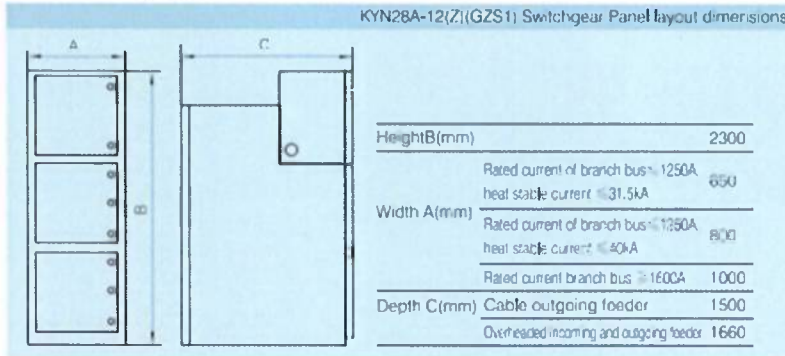 KYN28A-12(Z)(GZS1) Switchgear Panel layout dimensions
A
C
B
HeightB(mm) 2300
Width A(mm)
Rated current of branch bus 1250A
heat stable current ≤31.5kA
650
Rated current of branch bus 1250A
heat stable current ≤40kA
800
Rated current branch bus ≥1600A 1000
Depth C(mm) Cable outgoing feeder 1500
Overheaded incoming and outgoing feeder 1660